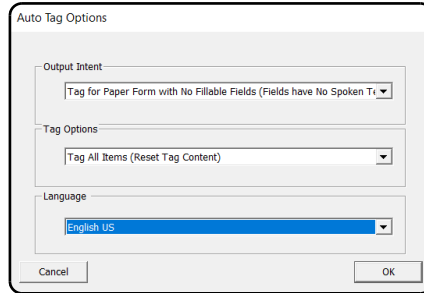 Auto Tag Options
Output Intent
Tag for Paper Form with No Fillable Fields (Fields have No Spoken Te
Tag Options
Tag All Items (Reset Tag Content)
Language
English US
Cancel
OK